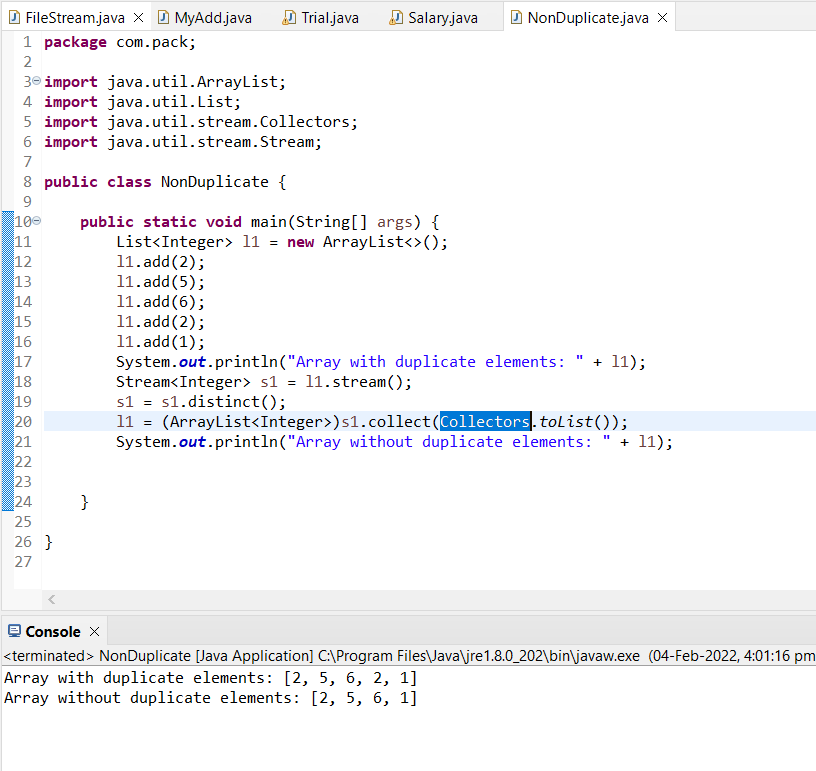 FileStream.java MyAdd.java Trial.java Salary.java NonDuplicate.java
1 package com.pack;
2
3 import java.util.ArrayList;
4 import java.util.List;
5 import java.util.stream.Collectors;
6 import java.util.stream.Stream;
7
8 public class NonDuplicate {
9
10     public static void main(String[] args) {
11         List<Integer> l1 = new ArrayList<>();
12         l1.add(2);
13         l1.add(5);
14         l1.add(6);
15         l1.add(2);
16         l1.add(1);
17         System.out.println("Array with duplicate elements: " + l1);
18         Stream<Integer> s1 = l1.stream();
19         s1 = s1.distinct();
20         l1 = (ArrayList<Integer>)s1.collect(Collectors.toList());
21         System.out.println("Array without duplicate elements: " + l1);
22
23
24     }
25
26 }
27
Console
<terminated> NonDuplicate [Java Application] C:\Program Files\Java\jre1.8.0_202\bin\javaw.exe (04-Feb-2022, 4:01:16 pm
Array with duplicate elements: [2, 5, 6, 2, 1]
Array without duplicate elements: [2, 5, 6, 1]